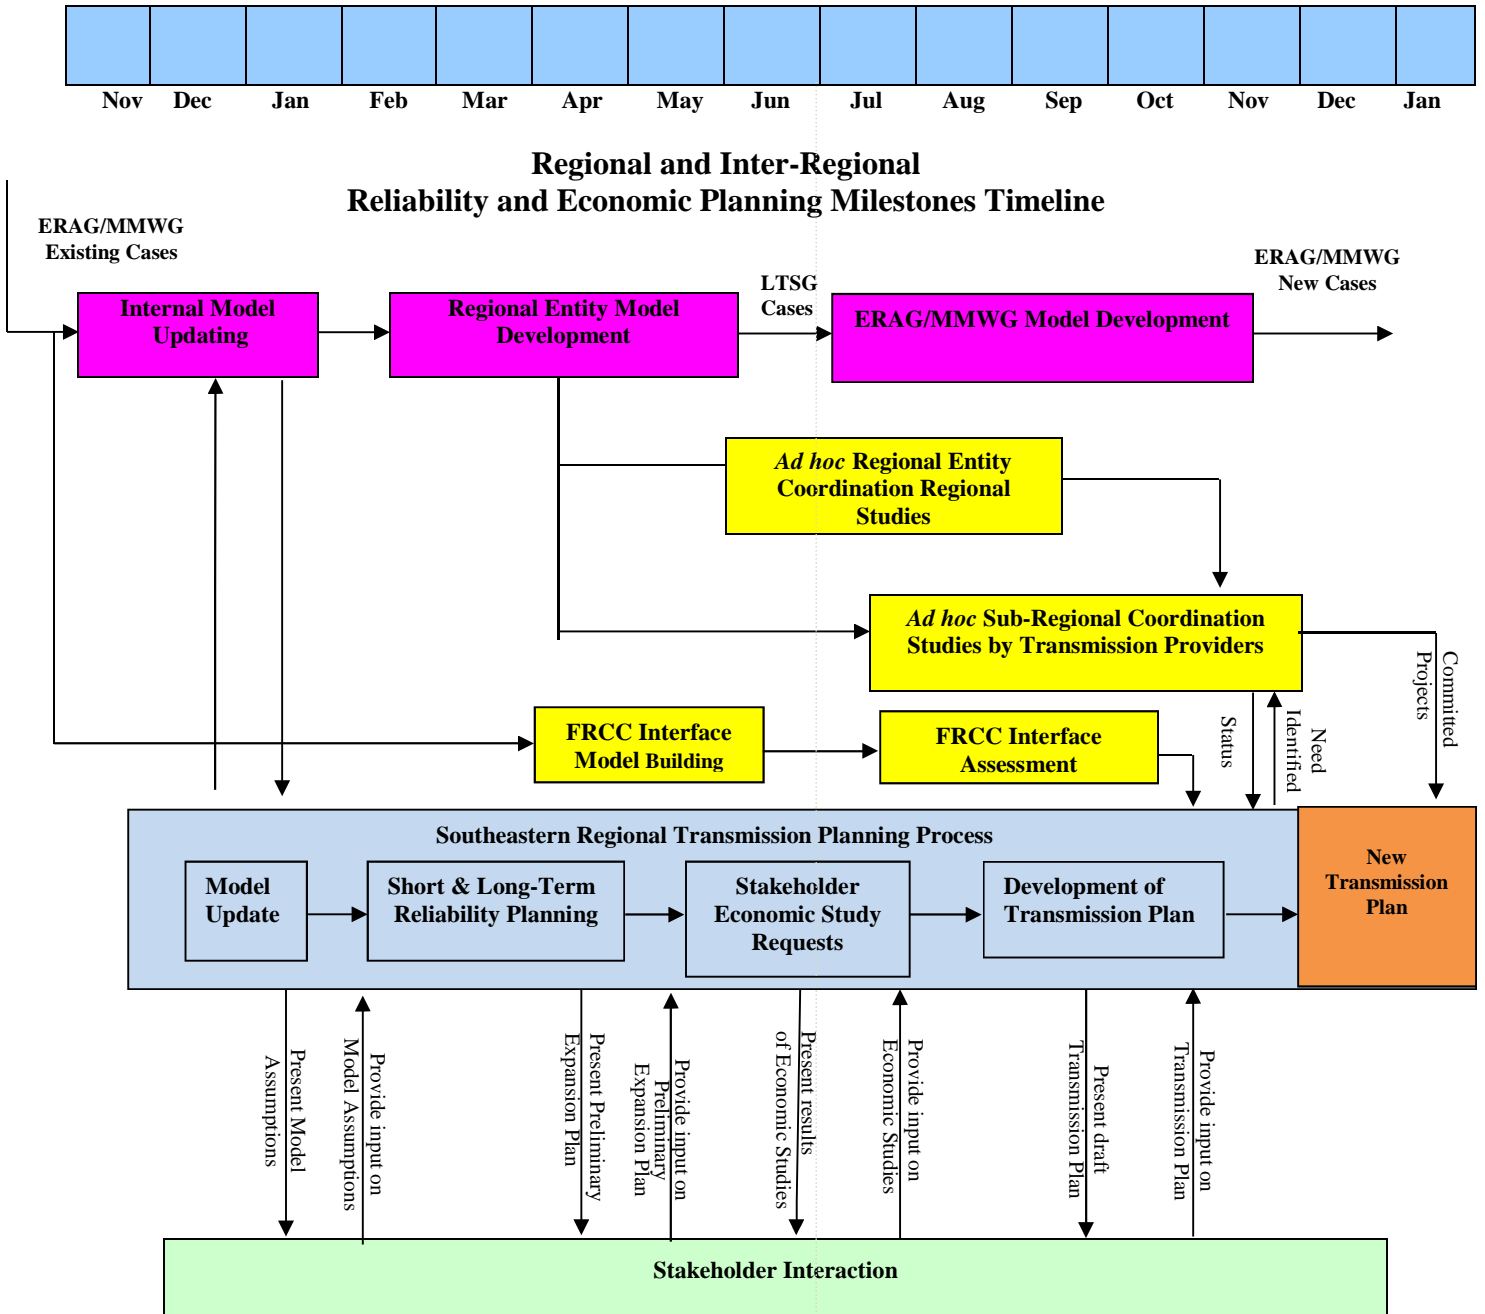 Nov Dec Jan Feb Mar Apr May Jun Jul Aug Sep Oct Nov Dec Jan
Regional and Inter-Regional
Reliability and Economic Planning Milestones Timeline
ERAG/MMWG
Existing Cases
Internal Model
Updating
Regional Entity Model
Development
LTSG
Cases
ERAG/MMWG Model Development
ERAG/MMWG
New Cases
Ad hoc Regional Entity
Coordination Regional
Studies
Ad hoc Sub-Regional Coordination
Studies by Transmission Providers
FRCC Interface
Model Building
FRCC Interface
Assessment
Status
Need
Identified
Committed
Projects
Southeastern Regional Transmission Planning Process
Model
Update
Short & Long-Term
Reliability Planning
Stakeholder
Economic Study
Requests
Development of
Transmission Plan
New
Transmission
Plan
Present Model
Assumptions
Provide input on
Model Assumptions
Present Preliminary
Expansion Plan
Provide input on
Preliminary
Expansion Plan
Present results
of Economic Studies
Provide input on
Economic Studies
Present draft
Transmission Plan
Provide input on
Transmission Plan
Stakeholder Interaction